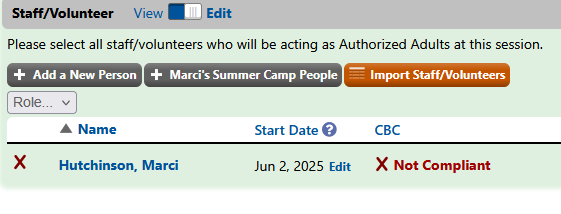 Staff/Volunteer View Edit
Please select all staff/volunteers who will be acting as Authorized Adults at this session.
+ Add a New Person + Marci's Summer Camp People Import Staff/Volunteers
Role...
Name Start Date ? CBC
X Hutchinson, Marci Jun 2, 2025 Edit X Not Compliant